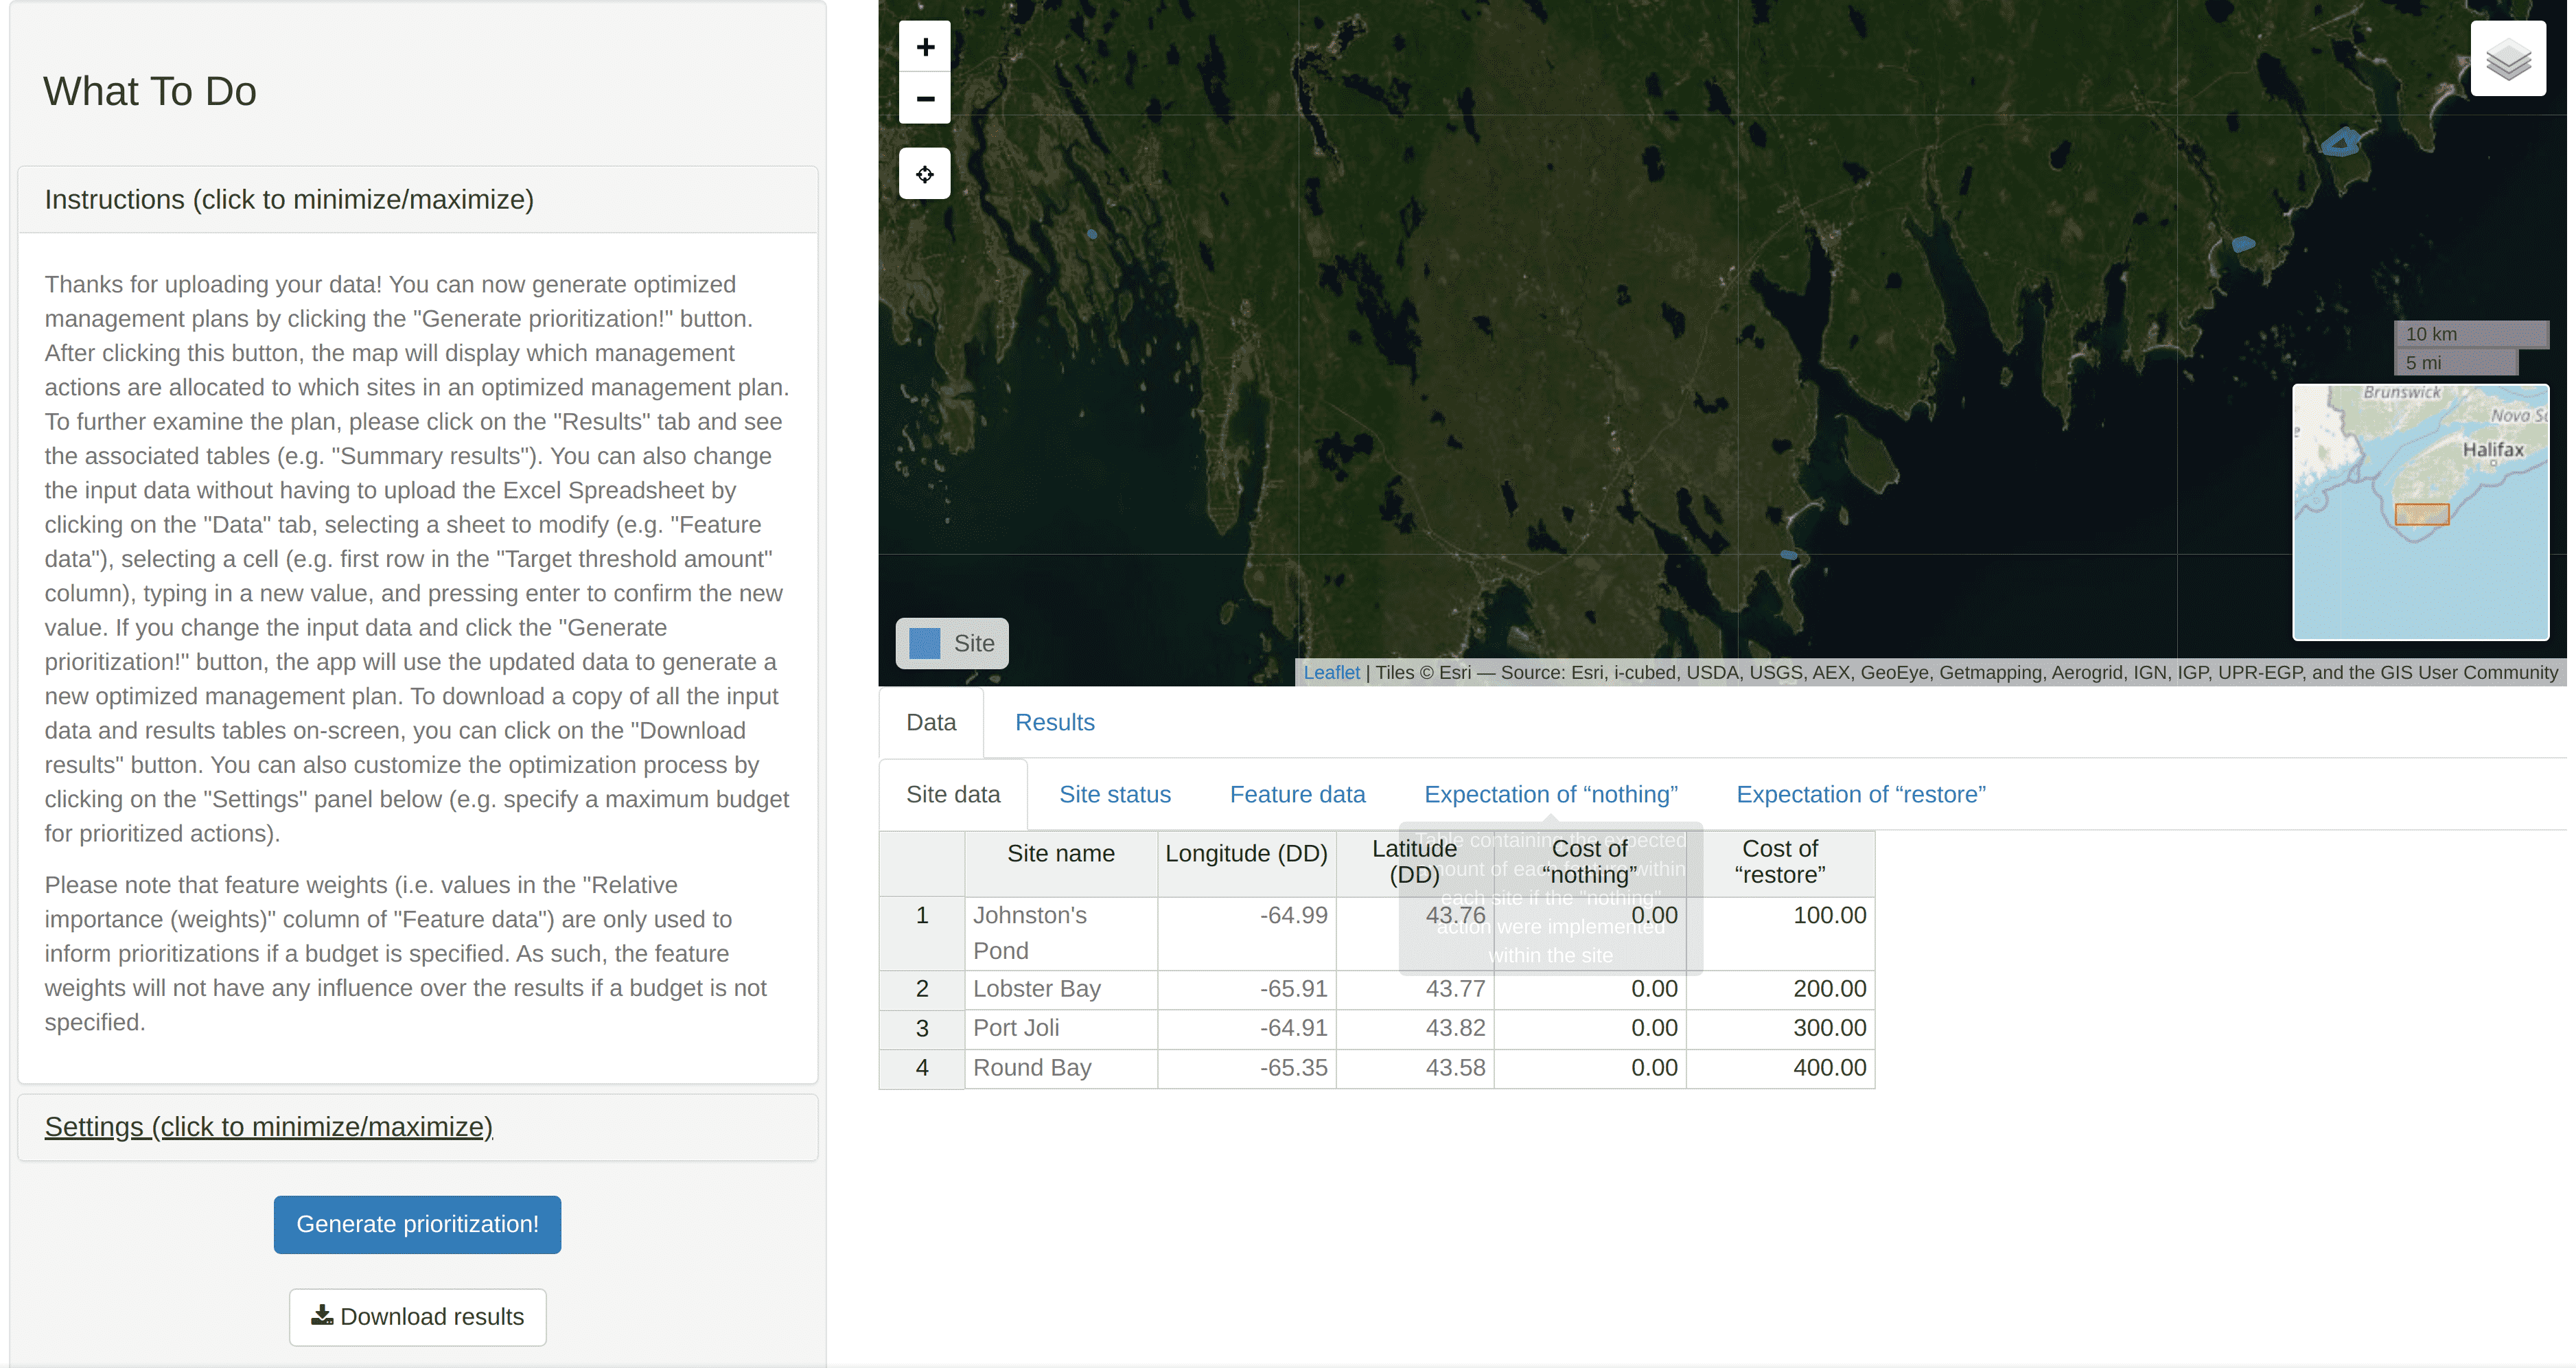 What To Do
Instructions (click to minimize/maximize)
Thanks for uploading your data! You can now generate optimized
management plans by clicking the "Generate prioritization!" button.
After clicking this button, the map will display which management
actions are allocated to which sites in an optimized management plan.
To further examine the plan, please click on the "Results" tab and see
the associated tables (e.g. "Summary results"). You can also change
the input data without having to upload the Excel Spreadsheet by
clicking on the "Data" tab, selecting a sheet to modify (e.g. "Feature
data"), selecting a cell (e.g. first row in the "Target threshold amount"
column), typing in a new value, and pressing enter to confirm the new
value. If you change the input data and click the "Generate
prioritization!" button, the app will use the updated data to generate a
new optimized management plan. To download a copy of all the input
data and results tables on-screen, you can click on the "Download
results" button. You can also customize the optimization process by
clicking on the "Settings" panel below (e.g. specify a maximum budget
for prioritized actions).
Please note that feature weights (i.e. values in the "Relative
importance (weights)" column of "Feature data") are only used to
inform prioritizations if a budget is specified. As such, the feature
weights will not have any influence over the results if a budget is not
specified.
Settings (click to minimize/maximize)
Generate prioritization!
Download results
+
−
10 km
5 mi
Brunswick
Nova Sc
Halifax
Site
Leaflet | Tiles © Esri — Source: Esri, i-cubed, USDA, USGS, AEX, GeoEye, Getmapping, Aerogrid, IGN, IGP, UPR-EGP, and the GIS User Community
Data Results
Site data Site status Feature data Expectation of “nothing” Expectation of “restore”
Table containing the expected
amount of each feature within
each site if the "nothing"
action were implemented
within the site
Site name Longitude (DD) Latitude (DD) Cost of “nothing” Cost of “restore”
1 Johnston's Pond -64.99 43.76 0.00 100.00
2 Lobster Bay -65.91 43.77 0.00 200.00
3 Port Joli -64.91 43.82 0.00 300.00
4 Round Bay -65.35 43.58 0.00 400.00